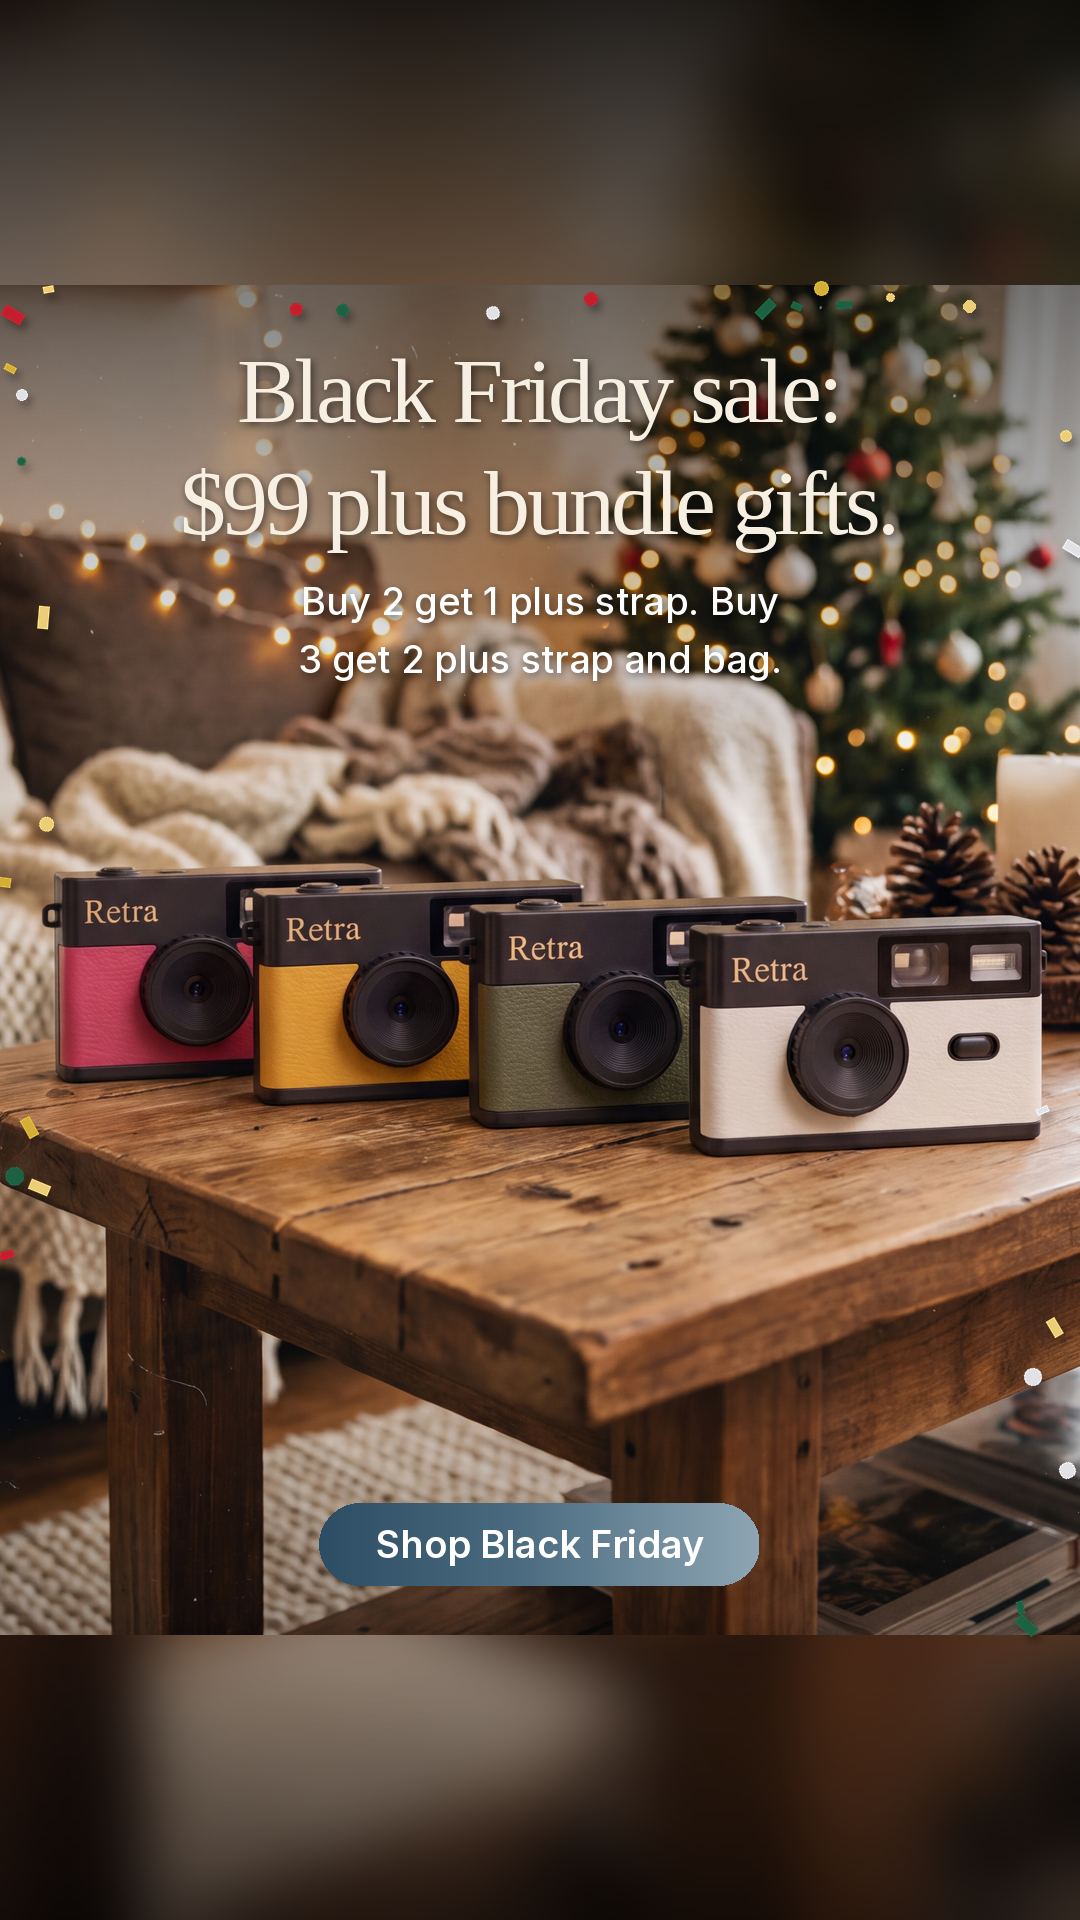 Black Friday sale:
$99 plus bundle gifts.
Buy 2 get 1 plus strap. Buy
3 get 2 plus strap and bag.
Retra
Retra
Retra
Retra
Shop Black Friday